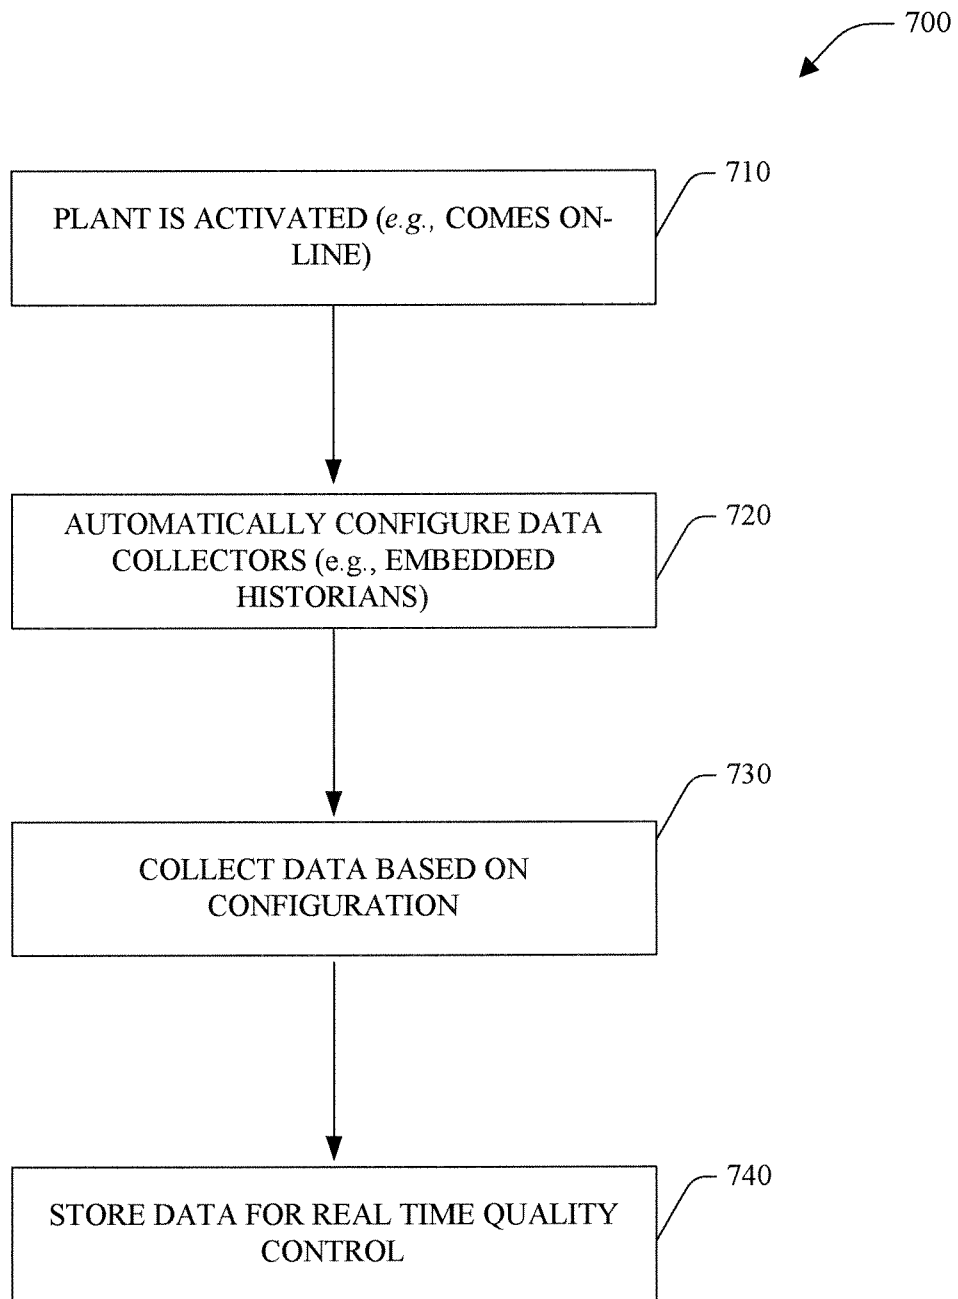 700
710
PLANT IS ACTIVATED (e.g., COMES ON-
LINE)
720
AUTOMATICALLY CONFIGURE DATA
COLLECTORS (e.g., EMBEDDED
HISTORIANS)
730
COLLECT DATA BASED ON
CONFIGURATION
740
STORE DATA FOR REAL TIME QUALITY
CONTROL